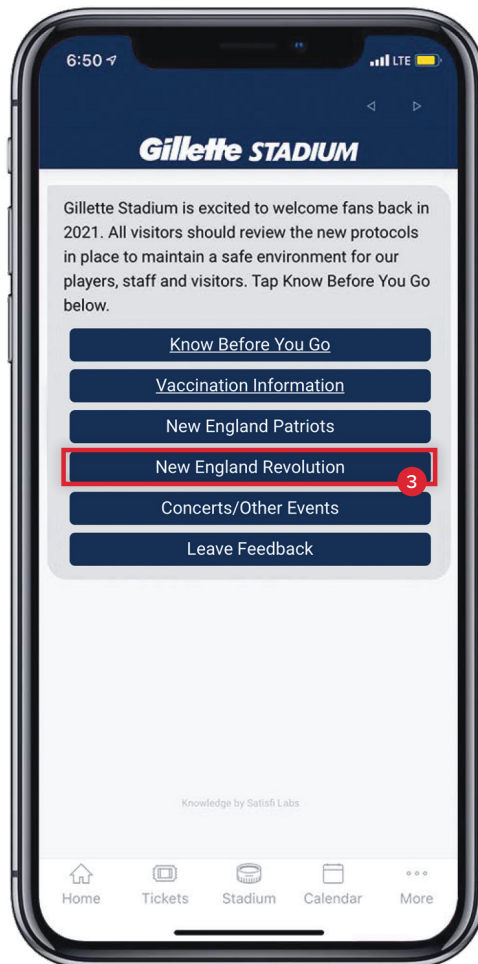 6:50
LTE
Gillette STADIUM
Gillette Stadium is excited to welcome fans back in
2021. All visitors should review the new protocols
in place to maintain a safe environment for our
players, staff and visitors. Tap Know Before You Go
below.
Know Before You Go
Vaccination Information
New England Patriots
New England Revolution
3
Concerts/Other Events
Leave Feedback
Knowledge by Satisfi Labs
Home Tickets Stadium Calendar More